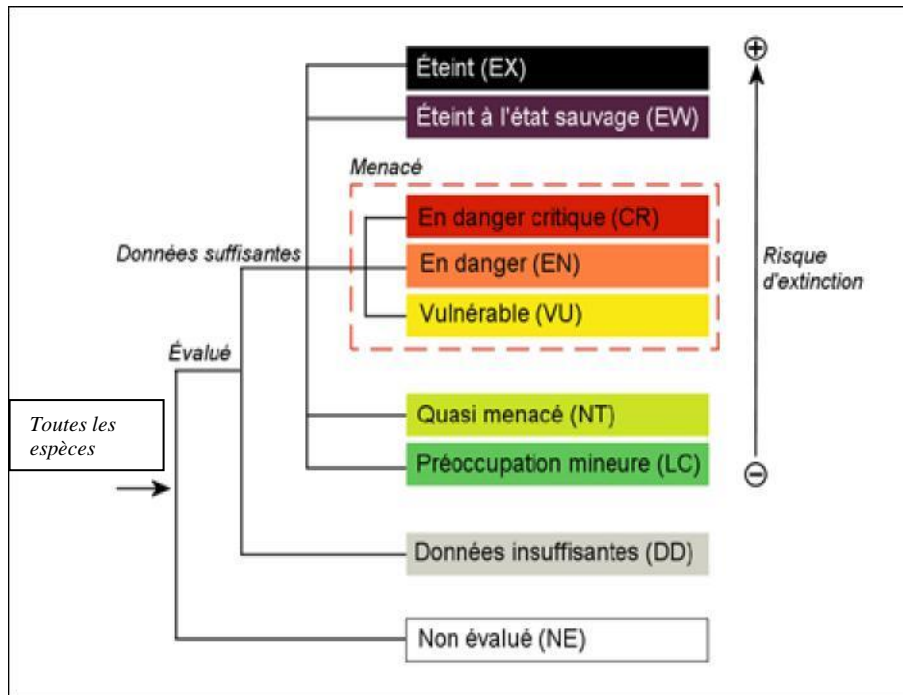 Éteint (EX)
Éteint à l'état sauvage (EW)
Menacé
En danger critique (CR)
Données suffisantes
En danger (EN)
Risque
d'extinction
Vulnérable (VU)
Évalué
Quasi menacé (NT)
Toutes les
espèces
Préoccupation mineure (LC)
Données insuffisantes (DD)
Non évalué (NE)